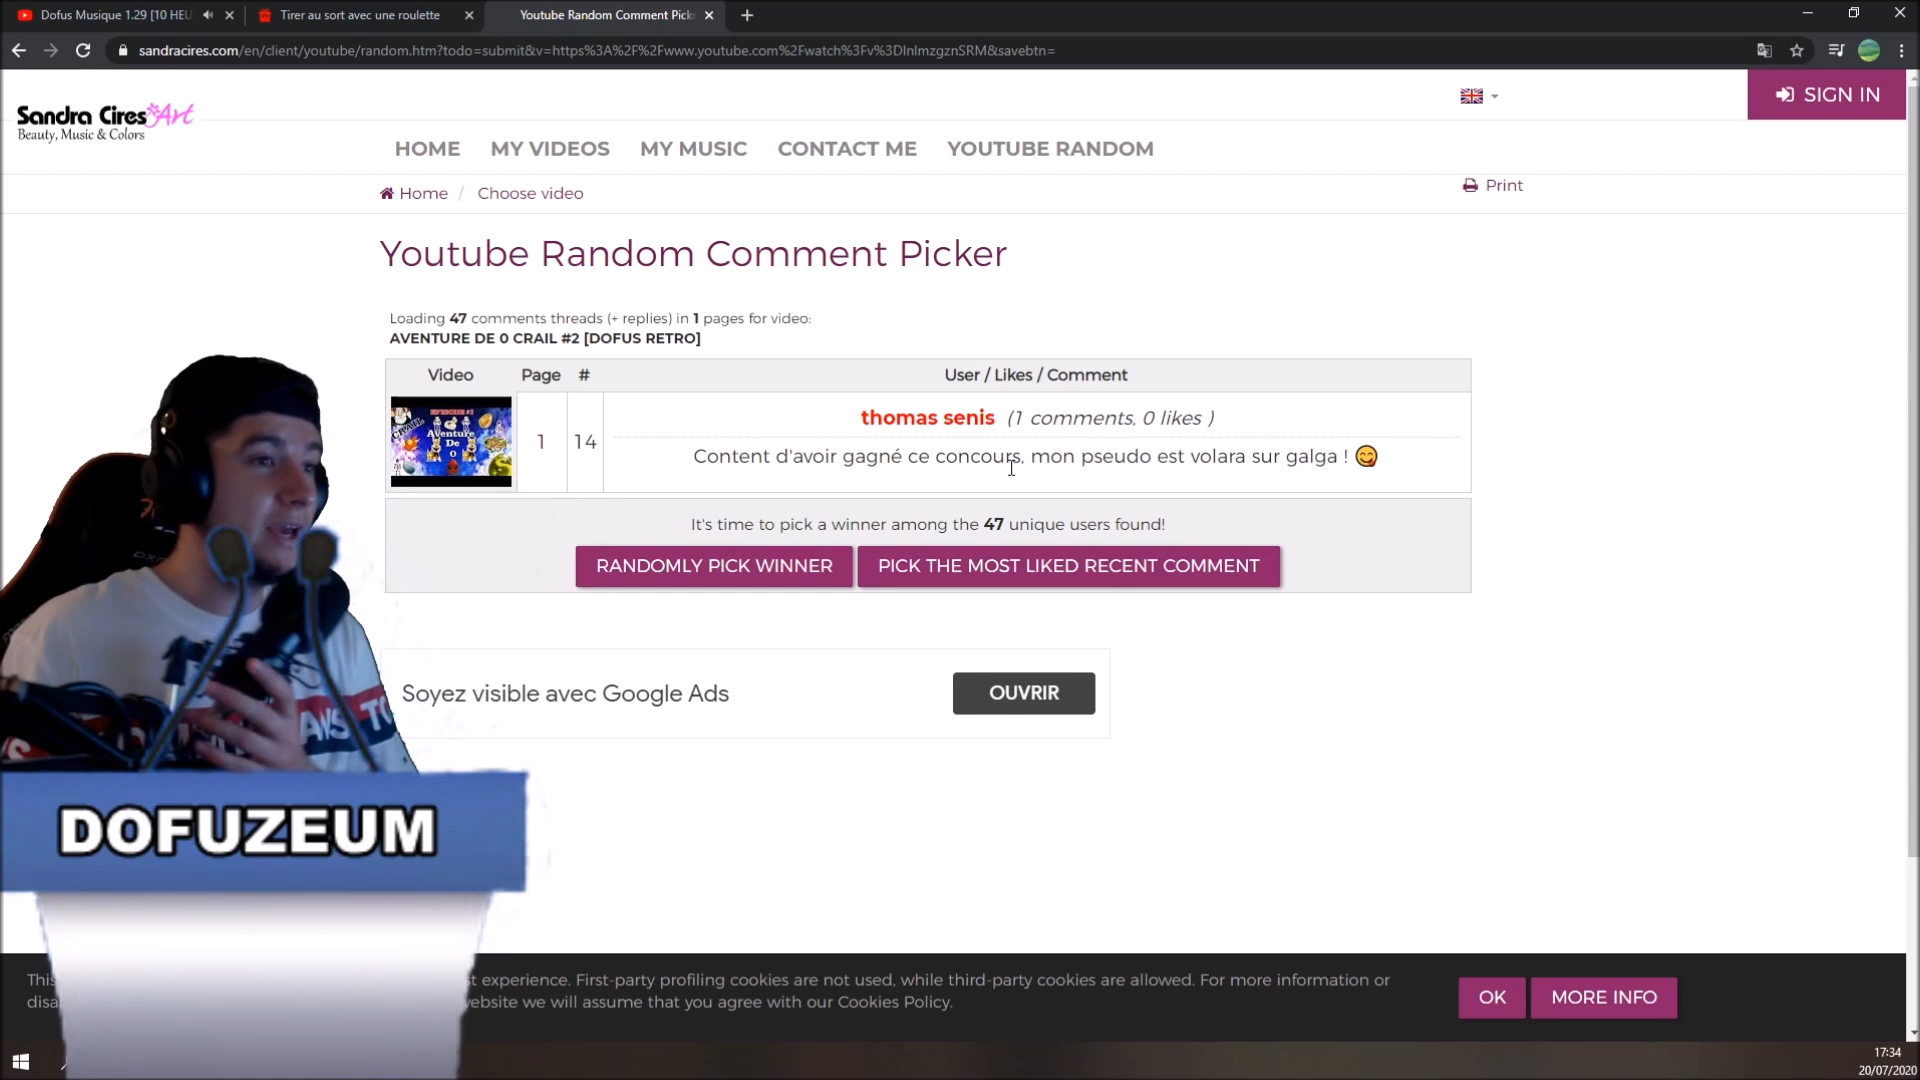 Dofus Musique 1.29 [10 HEU
Tirer au sort avec une roulette
Youtube Random Comment Pick
sandracires.com/en/client/youtube/random.htm?todo=submit&v=https%3A%2F%2Fwww.youtube.com%2Fwatch%3Fv%3DInlmzgznSRM&savebtn=
Sandra Cires Art
Beauty, Music & Colors
SIGN IN
HOME MY VIDEOS MY MUSIC CONTACT ME YOUTUBE RANDOM
Home / Choose video
Print
Youtube Random Comment Picker
Loading 47 comments threads (+ replies) in 1 pages for video:
AVENTURE DE 0 CRAIL #2 [DOFUS RETRO]
Video Page # User / Likes / Comment
CRAIL
Aventure
De
0
1 14
thomas senis (1 comments, 0 likes )
Content d'avoir gagné ce concours, mon pseudo est volara sur galga ! 😋
It's time to pick a winner among the 47 unique users found!
RANDOMLY PICK WINNER PICK THE MOST LIKED RECENT COMMENT
Soyez visible avec Google Ads
OUVRIR
DOFUZEUM
This
t experience. First-party profiling cookies are not used, while third-party cookies are allowed. For more information or
disa
ebsite we will assume that you agree with our Cookies Policy.
OK MORE INFO
17:34
20/07/2020